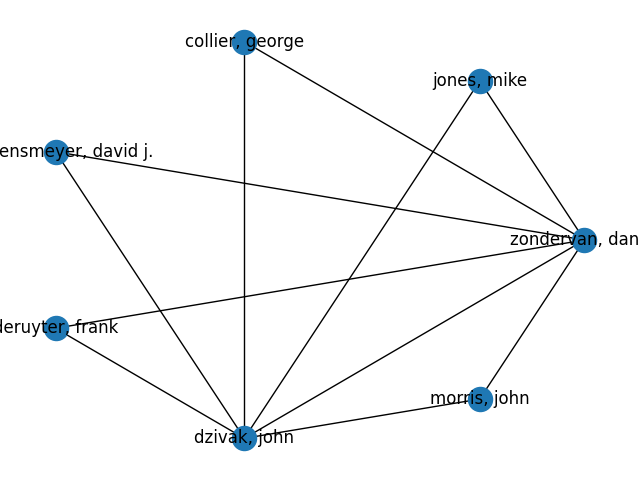 collier, george
jones, mike
ensmeyer, david j.
zondervan, dan
deruyter, frank
morris, john
dzivak, john